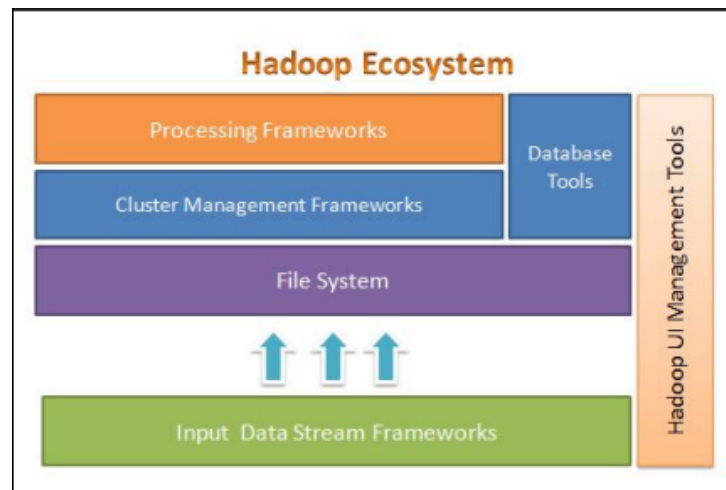 Hadoop Ecosystem
Processing Frameworks
Database
Tools
Cluster Management Frameworks
File System
Input Data Stream Frameworks
Hadoop UI Management Tools